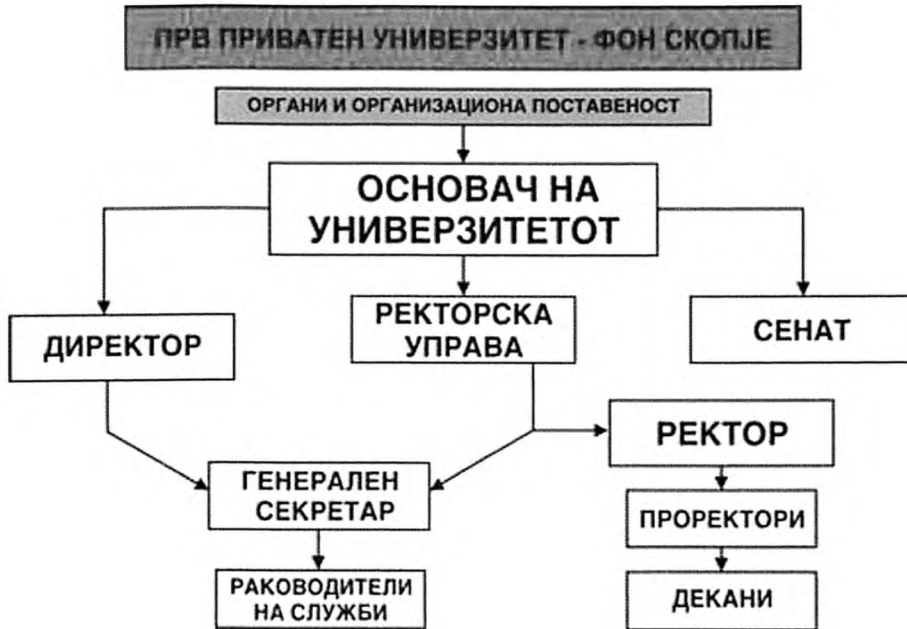 ПРВ ПРИВАТЕН УНИВЕРЗИТЕТ - ФОН СКОПЈЕ
ОРГАНИ И ОРГАНИЗАЦИОНА ПОСТАВЕНОСТ
ОСНОВАЧ НА
УНИВЕРЗИТЕТОТ
ДИРЕКТОР
РЕКТОРСКА
УПРАВА
СЕНАТ
РЕКТОР
ГЕНЕРАЛЕН
СЕКРЕТАР
ПРОРЕКТОРИ
РАКОВОДИТЕЛИ
НА СЛУЖБИ
ДЕКАНИ